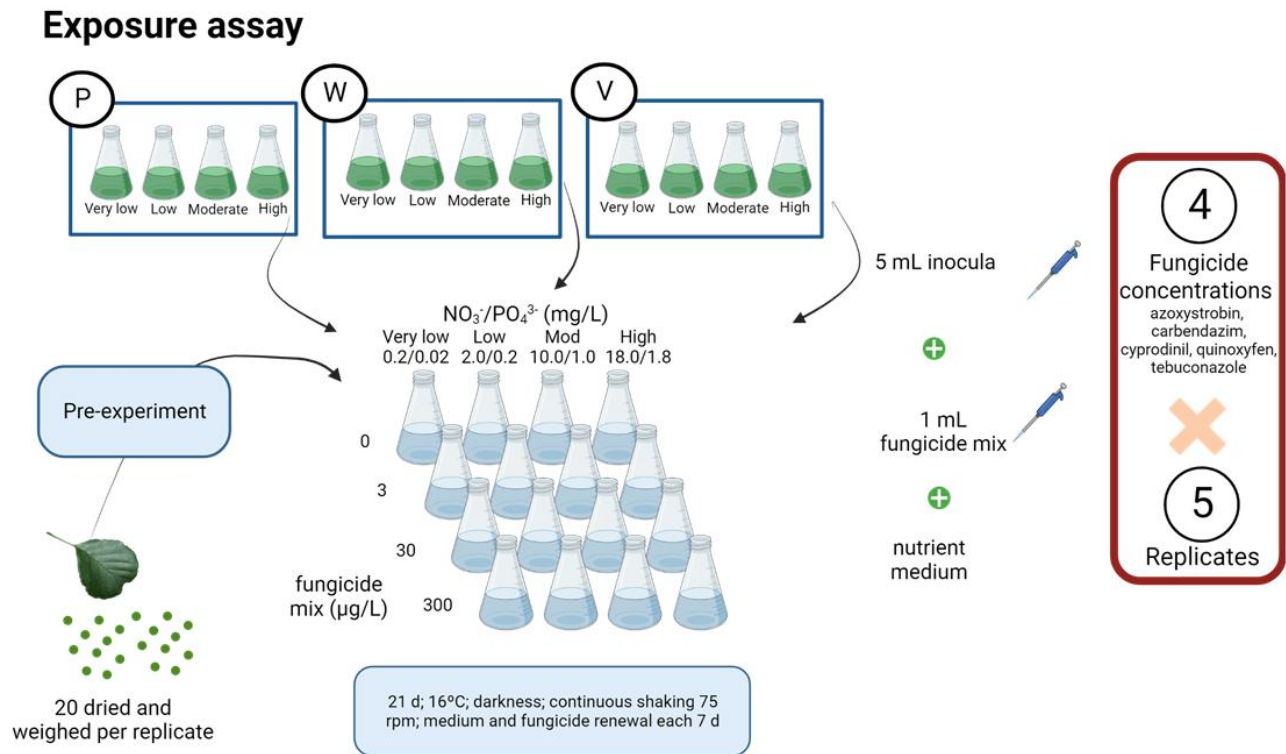 Exposure assay
P
Very low Low Moderate High
W
Very low Low Moderate High
V
Very low Low Moderate High
NO₃⁻/PO₄³⁻ (mg/L)
Very low Low Mod High
0.2/0.02 2.0/0.2 10.0/1.0 18.0/1.8
0
3
30
300
fungicide
mix (µg/L)
Pre-experiment
20 dried and
weighed per replicate
21 d; 16ºC; darkness; continuous shaking 75
rpm; medium and fungicide renewal each 7 d
5 mL inocula
1 mL
fungicide mix
nutrient
medium
4
Fungicide
concentrations
azoxystrobin,
carbendazim,
cyprodinil, quinoxyfen,
tebuconazole
5
Replicates